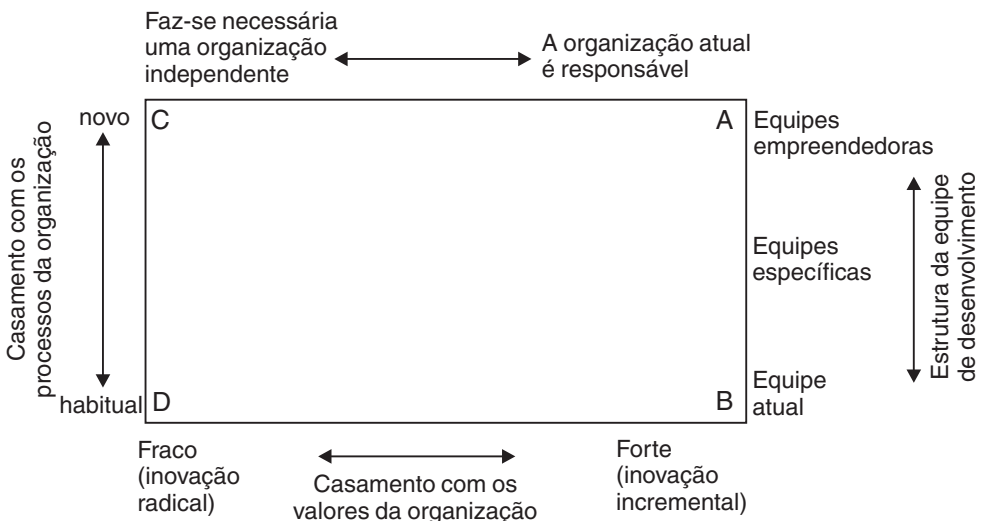 Faz-se necessária
uma organização
independente
A organização atual
é responsável
novo
C
A
Equipes
empreendedoras
Casamento com os
processos da organização
Equipes
específicas
Estrutura da equipe
de desenvolvimento
habitual
D
B
Equipe
atual
Fraco
(inovação
radical)
Casamento com os
valores da organização
Forte
(inovação
incremental)